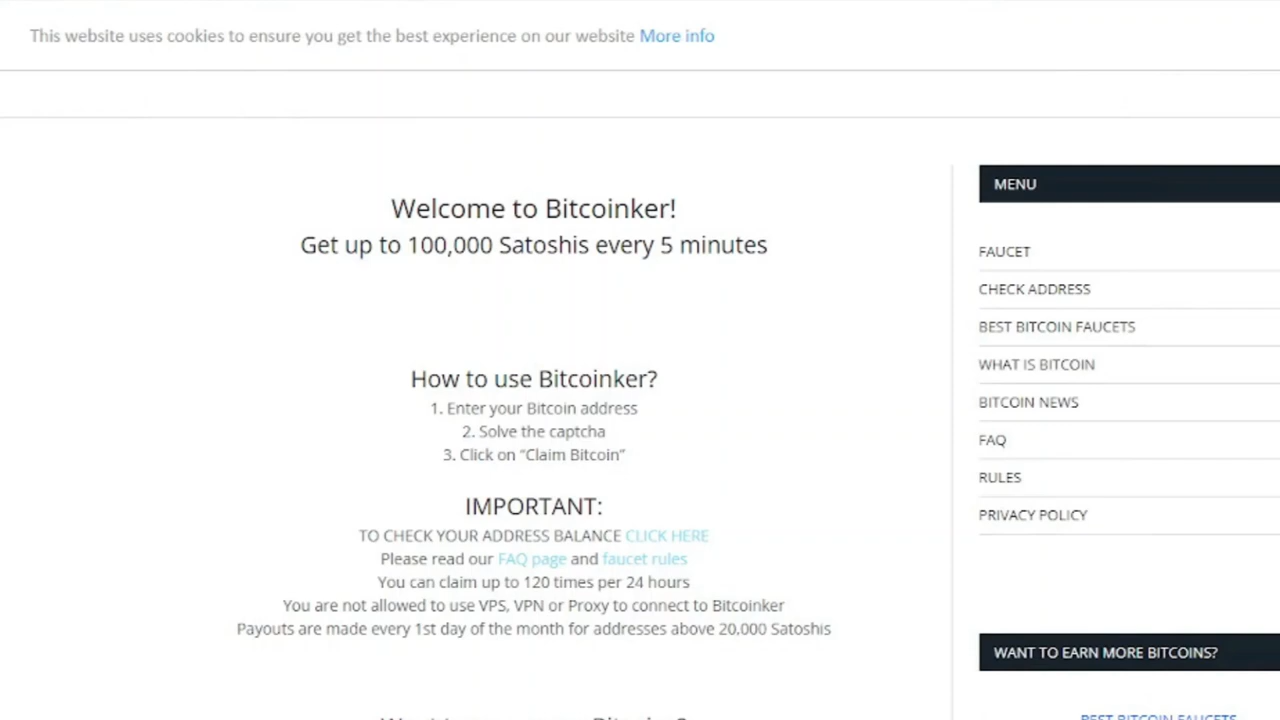 This website uses cookies to ensure you get the best experience on our website More info
Welcome to Bitcoinker!
Get up to 100,000 Satoshis every 5 minutes
How to use Bitcoinker?
1. Enter your Bitcoin address
2. Solve the captcha
3. Click on “Claim Bitcoin”
IMPORTANT:
TO CHECK YOUR ADDRESS BALANCE CLICK HERE
Please read our FAQ page and faucet rules
You can claim up to 120 times per 24 hours
You are not allowed to use VPS, VPN or Proxy to connect to Bitcoinker
Payouts are made every 1st day of the month for addresses above 20,000 Satoshis
MENU
FAUCET
CHECK ADDRESS
BEST BITCOIN FAUCETS
WHAT IS BITCOIN
BITCOIN NEWS
FAQ
RULES
PRIVACY POLICY
WANT TO EARN MORE BITCOINS?
BEST BITCOIN FAUCETS